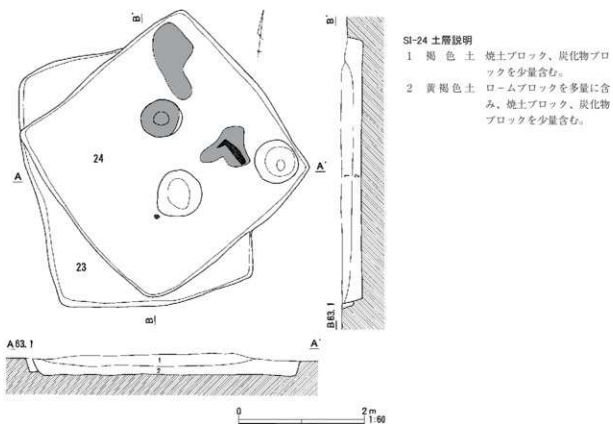 SI-24 土層説明
1 褐色土 焼土ブロック、炭化物ブロ
ックを少量含む。
2 黄褐色土 ロームブロックを多量に含
み、焼土ブロック、炭化物
ブロックを少量含む。
B'
B'
24
A
A'
1
2
23
B
B 63.1
A 63.1
A'
1
2
0
2 m
1:60